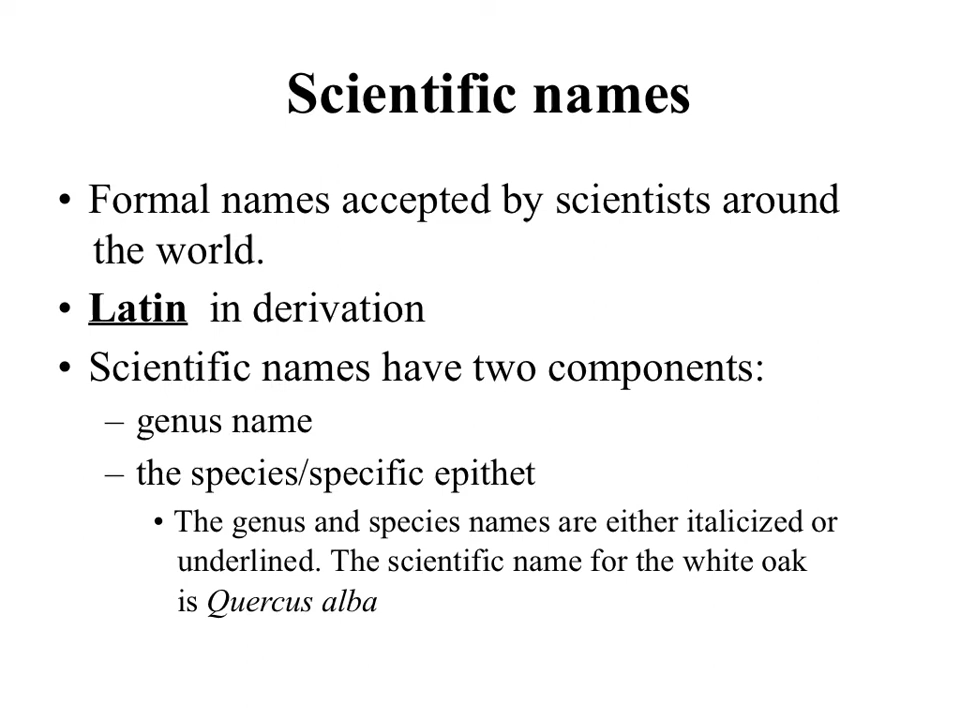 Scientific names
• Formal names accepted by scientists around
the world.
• Latin in derivation
• Scientific names have two components:
– genus name
– the species/specific epithet
• The genus and species names are either italicized or
underlined. The scientific name for the white oak
is Quercus alba